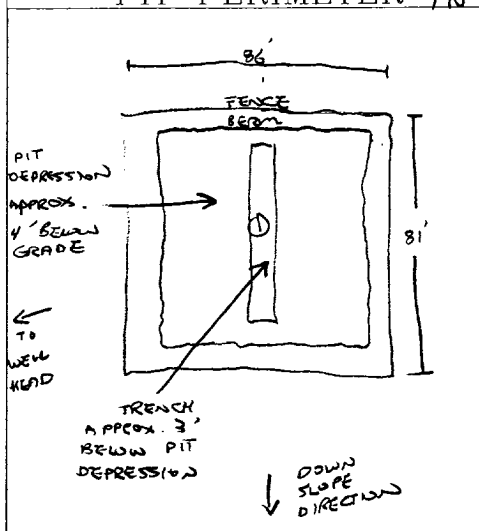 PIT PERIMETER
86'
FENCE
BERM
PIT
DEPRESSION
APPROX.
4' BELOW
GRADE
①
81'
TO
WELL
HEAD
TRENCH
APPROX. 3'
BELOW PIT
DEPRESSION
DOWN
SLOPE
DIRECTION